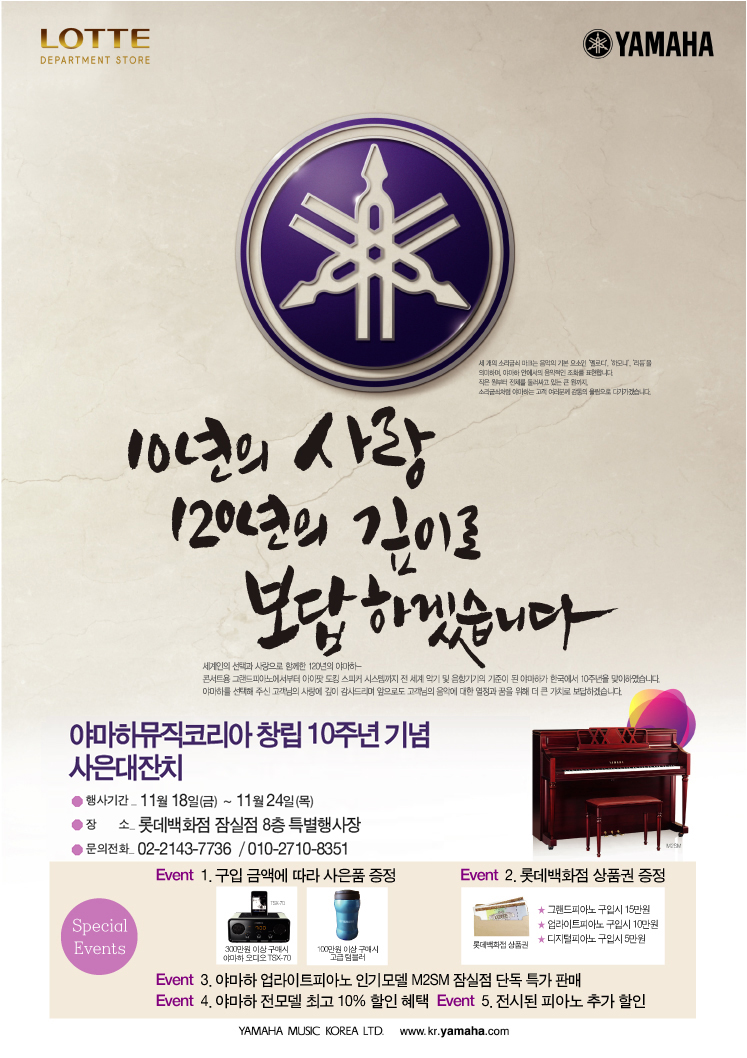 LOTTE
DEPARTMENT STORE
YAMAHA
세 개의 소리굽쇠 마크는 음악의 기본 요소인 '멜로디', '하모니', '리듬'을
의미하며, 야마하 안에서의 음악적인 조화를 표현합니다.
작은 원부터 전체를 둘러싸고 있는 큰 원까지,
소리굽쇠처럼 야마하는 고객 여러분께 감동의 울림으로 다가가겠습니다.
10년의 사랑
120년의 깊이로
보답하겠습니다
세계인의 선택과 사랑으로 함께한 120년의 야마하-
콘서트용 그랜드피아노에서부터 아이팟 도킹 스피커 시스템까지 전 세계 악기 및 음향기기의 기준이 된 야마하가 한국에서 10주년을 맞이하였습니다.
야마하를 선택해 주신 고객님의 사랑에 깊이 감사드리며 앞으로도 고객님의 음악에 대한 열정과 꿈을 위해 더 큰 가치로 보답하겠습니다.
야마하뮤직코리아 창립 10주년 기념
사은대잔치
행사기간 _ 11월 18일(금) ~ 11월 24일(목)
장 소_ 롯데백화점 잠실점 8층 특별행사장
문의전화_ 02-2143-7736 / 010-2710-8351
YAMAHA
M2SM
Special
Events
Event 1. 구입 금액에 따라 사은품 증정
TSX-70
300만원 이상 구매시
야마하 오디오 TSX-70
100만원 이상 구매시
고급 텀블러
Event 2. 롯데백화점 상품권 증정
롯데백화점 상품권
★ 그랜드피아노 구입시 15만원
★ 업라이트피아노 구입시 10만원
★ 디지털피아노 구입시 5만원
Event 3. 야마하 업라이트피아노 인기모델 M2SM 잠실점 단독 특가 판매
Event 4. 야마하 전모델 최고 10% 할인 혜택 Event 5. 전시된 피아노 추가 할인
YAMAHA MUSIC KOREA LTD. www.kr.yamaha.com